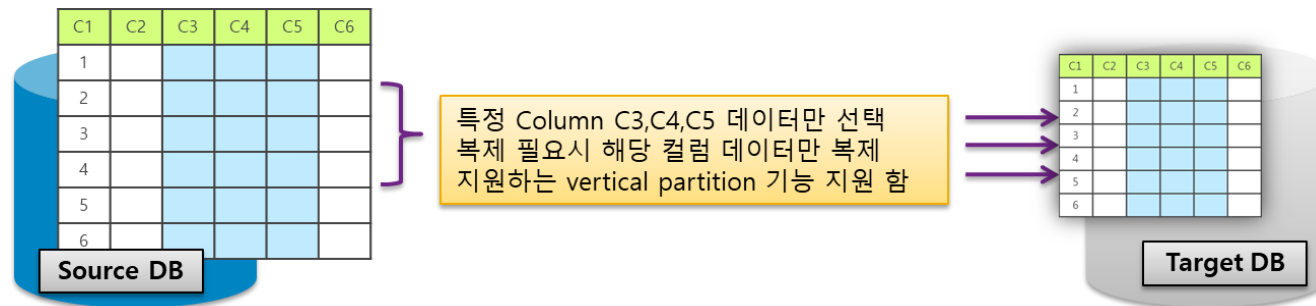 C1 C2 C3 C4 C5 C6
1
2
3
4
5
6
Source DB
특정 Column C3,C4,C5 데이터만 선택
복제 필요시 해당 컬럼 데이터만 복제
지원하는 vertical partition 기능 지원 함
C1 C2 C3 C4 C5 C6
1
2
3
4
5
6
Target DB